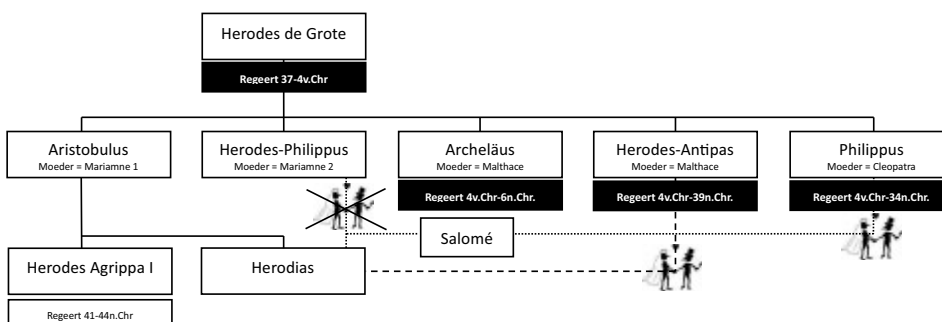 Herodes de Grote
Regeert 37-4v.Chr
Aristobulus
Moeder = Mariamne 1
Herodes-Philippus
Moeder = Mariamne 2
Archeläus
Moeder = Malthace
Regeert 4v.Chr-6n.Chr.
Herodes-Antipas
Moeder = Malthace
Regeert 4v.Chr-39n.Chr.
Philippus
Moeder = Cleopatra
Regeert 4v.Chr-34n.Chr.
Salomé
Herodes Agrippa I
Regeert 41-44n.Chr
Herodias